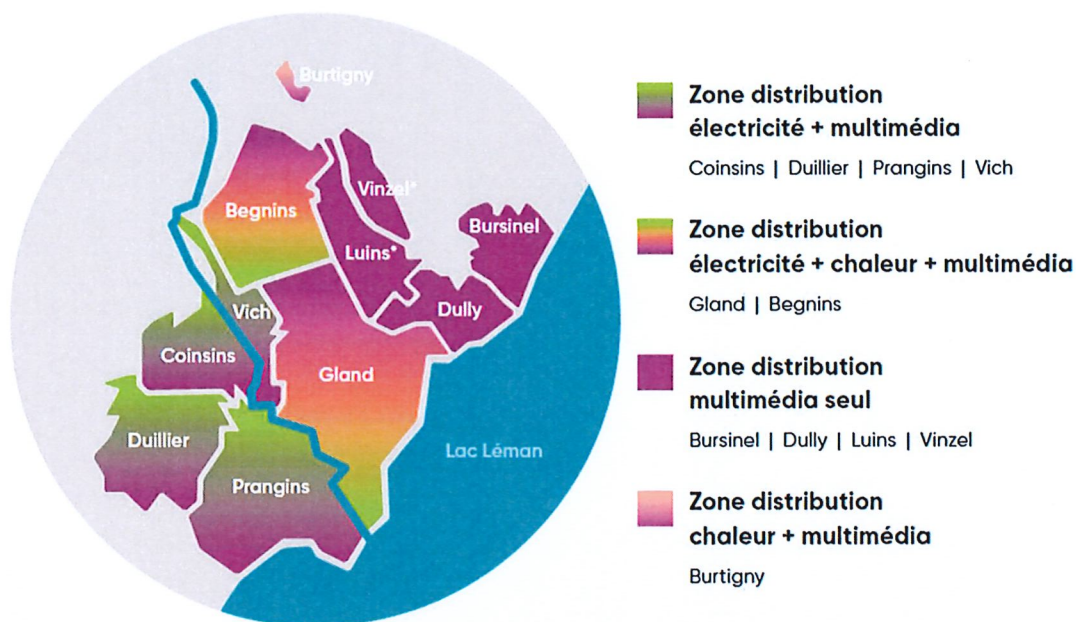 Burtigny
Vinzel*
Begnins
Bursinel
Luins*
Vich
Dully
Coinsins
Gland
Duillier
Lac Léman
Prangins
Zone distribution
électricité + multimédia
Coinsins | Duillier | Prangins | Vich
Zone distribution
électricité + chaleur + multimédia
Gland | Begnins
Zone distribution
multimédia seul
Bursinel | Dully | Luins | Vinzel
Zone distribution
chaleur + multimédia
Burtigny